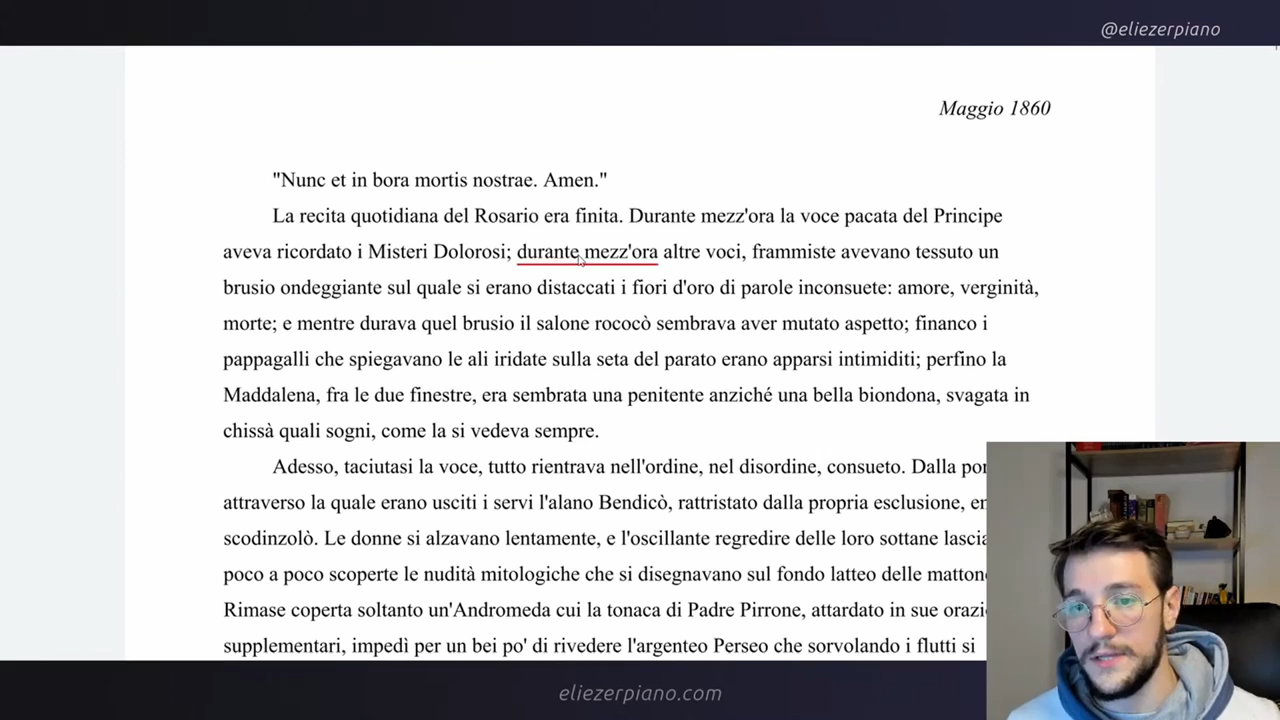 @eliezerpiano
Maggio 1860
"Nunc et in bora mortis nostrae. Amen."
La recita quotidiana del Rosario era finita. Durante mezz'ora la voce pacata del Principe
aveva ricordato i Misteri Dolorosi; durante mezz'ora altre voci, frammiste avevano tessuto un
brusio ondeggiante sul quale si erano distaccati i fiori d'oro di parole inconsuete: amore, verginità,
morte; e mentre durava quel brusio il salone rococò sembrava aver mutato aspetto; financo i
pappagalli che spiegavano le ali iridate sulla seta del parato erano apparsi intimiditi; perfino la
Maddalena, fra le due finestre, era sembrata una penitente anziché una bella biondona, svagata in
chissà quali sogni, come la si vedeva sempre.
Adesso, taciutasi la voce, tutto rientrava nell'ordine, nel disordine, consueto. Dalla
attraverso la quale erano usciti i servi l'alano Bendicò, rattristato dalla propria esclusione,
scodinzolò. Le donne si alzavano lentamente, e l'oscillante regredire delle loro sottane
poco a poco scoperte le nudità mitologiche che si disegnavano sul fondo latteo delle
Rimase coperta soltanto un'Andromeda cui la tonaca di Padre Pirrone, attardato in sue
supplementari, impedì per un bei po' di rivedere l'argenteo Perseo che sorvolando i flutti si
eliezerpiano.com